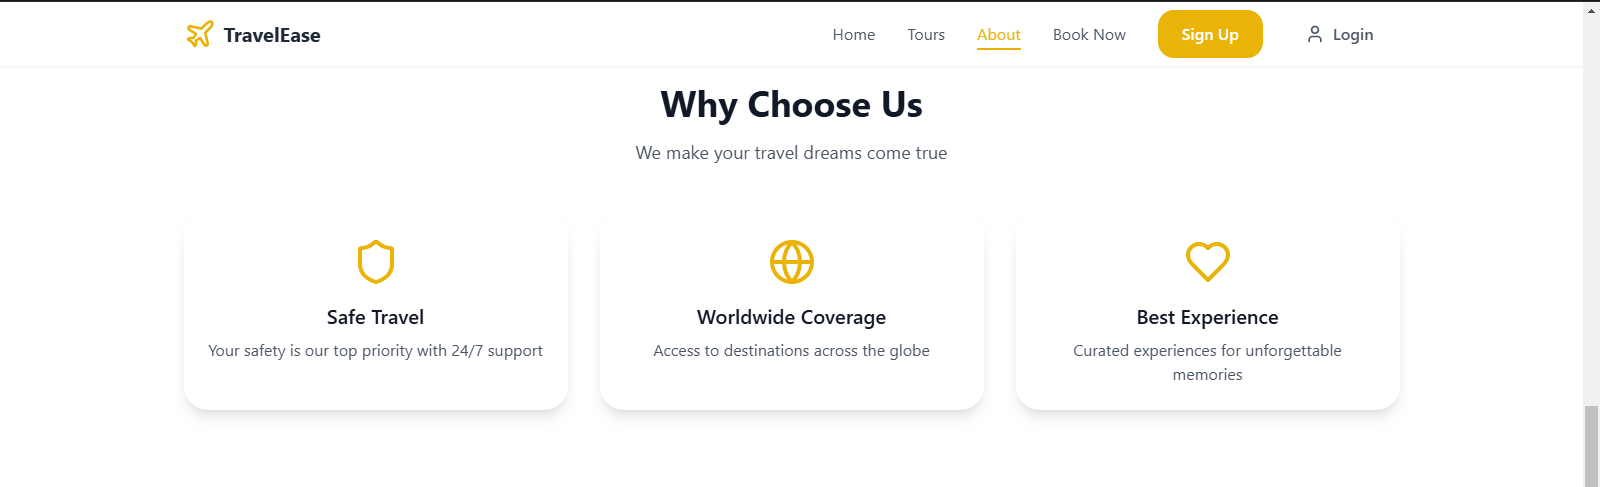 TravelEase
Home
Tours
About
Book Now
Sign Up
Login
Why Choose Us
We make your travel dreams come true
Safe Travel
Your safety is our top priority with 24/7 support
Worldwide Coverage
Access to destinations across the globe
Best Experience
Curated experiences for unforgettable
memories